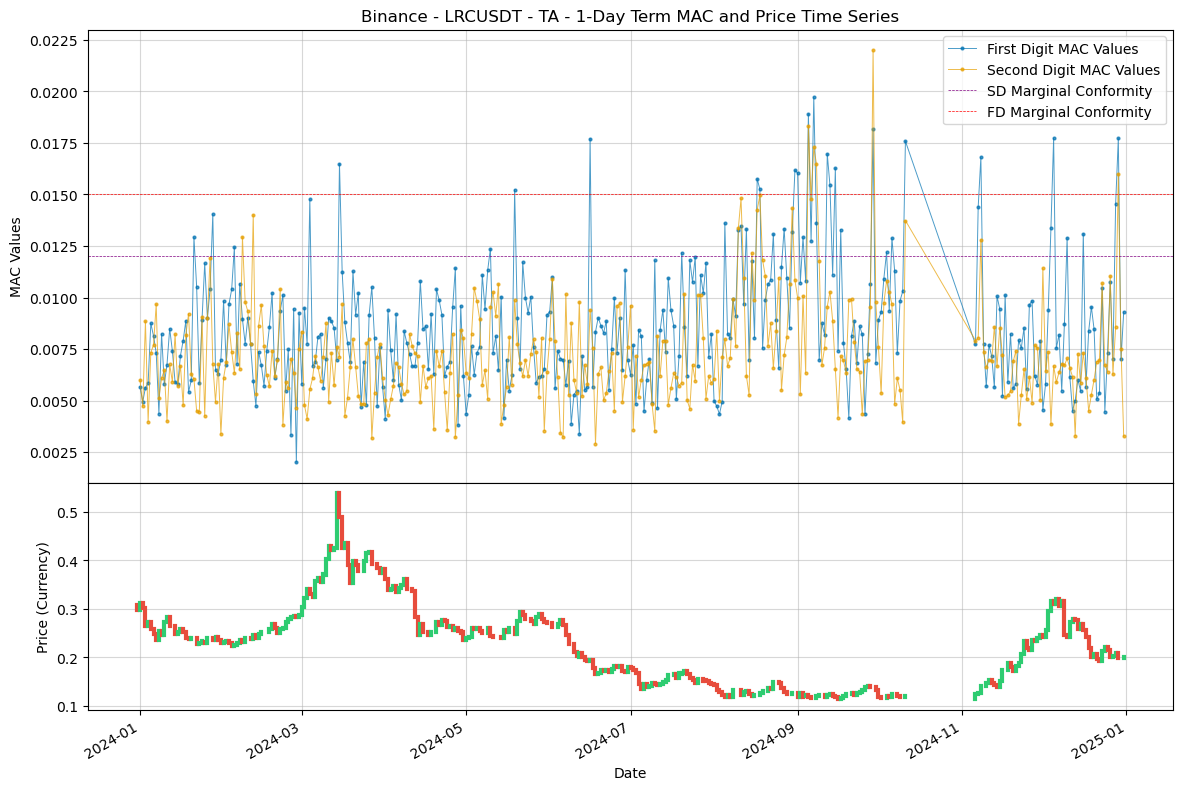 Binance - LRCUSDT - TA - 1-Day Term MAC and Price Time Series
First Digit MAC Values
Second Digit MAC Values
SD Marginal Conformity
FD Marginal Conformity
MAC Values
0.0225
0.0200
0.0175
0.0150
0.0125
0.0100
0.0075
0.0050
0.0025
Price (Currency)
0.5
0.4
0.3
0.2
0.1
2024-01
2024-03
2024-05
2024-07
2024-09
2024-11
2025-01
Date